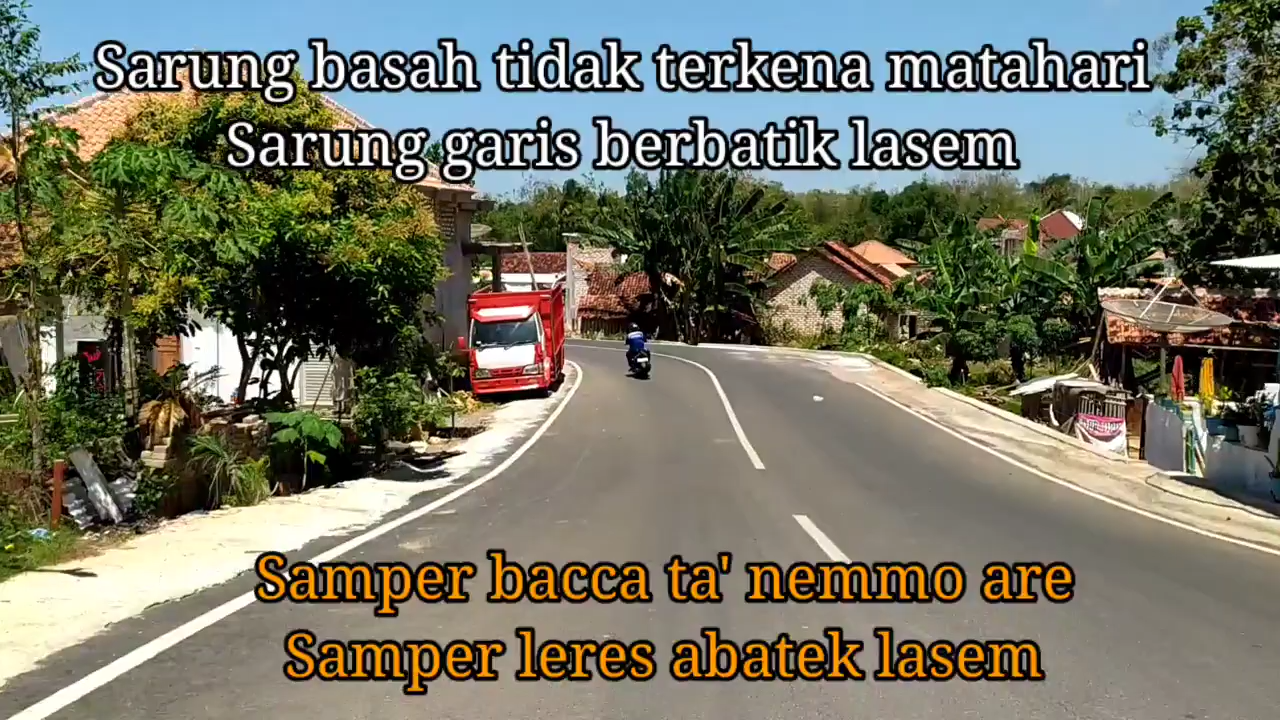 Sarung basah tidak terkena matahari
Sarung garis berbatik lasem
Samper bacca ta' nemmo are
Samper leres abatek lasem